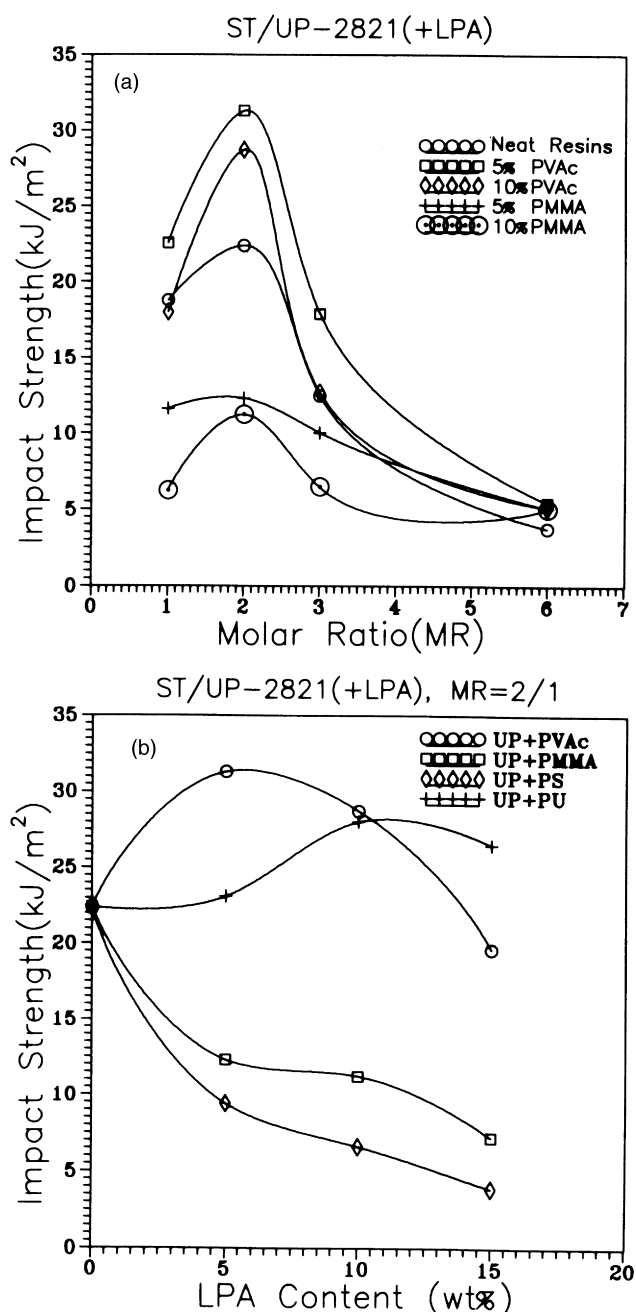 ST/UP-2821(+LPA)
(a)
Impact Strength(kJ/m²)
35
30
25
20
15
10
5
0
Neat Resins
5% PVAc
10%PVAc
5% PMMA
10%PMMA
0 1 2 3 4 5 6 7
Molar Ratio(MR)
ST/UP-2821(+LPA), MR=2/1
(b)
Impact Strength(kJ/m²)
35
30
25
20
15
10
5
0
UP+PVAc
UP+PMMA
UP+PS
UP+PU
0 5 10 15 20
LPA Content (wt%)